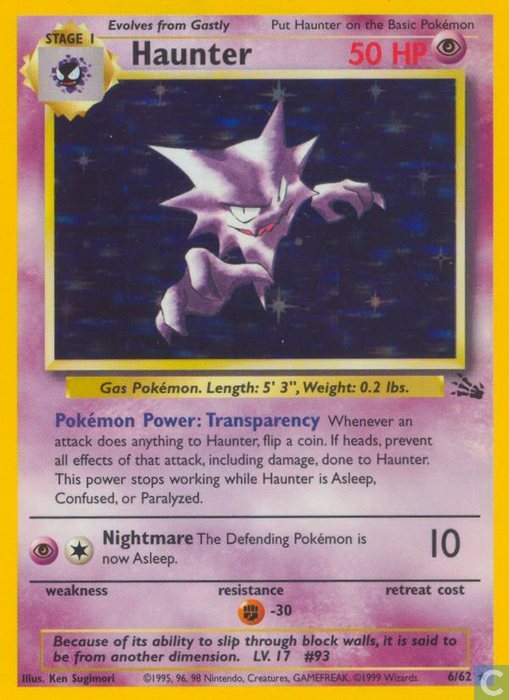 Evolves from Gastly Put Haunter on the Basic Pokémon
STAGE 1
Haunter 50 HP
Gas Pokémon. Length: 5' 3", Weight: 0.2 lbs.
Pokémon Power: Transparency Whenever an
attack does anything to Haunter, flip a coin. If heads, prevent
all effects of that attack, including damage, done to Haunter.
This power stops working while Haunter is Asleep,
Confused, or Paralyzed.
Nightmare The Defending Pokémon is 10
now Asleep.
weakness resistance retreat cost
-30
Because of its ability to slip through block walls, it is said to
be from another dimension. LV. 17 #93
Illus. Ken Sugimori ©1995, 96, 98 Nintendo, Creatures, GAMEFREAK. ©1999 Wizards. 6/62
C